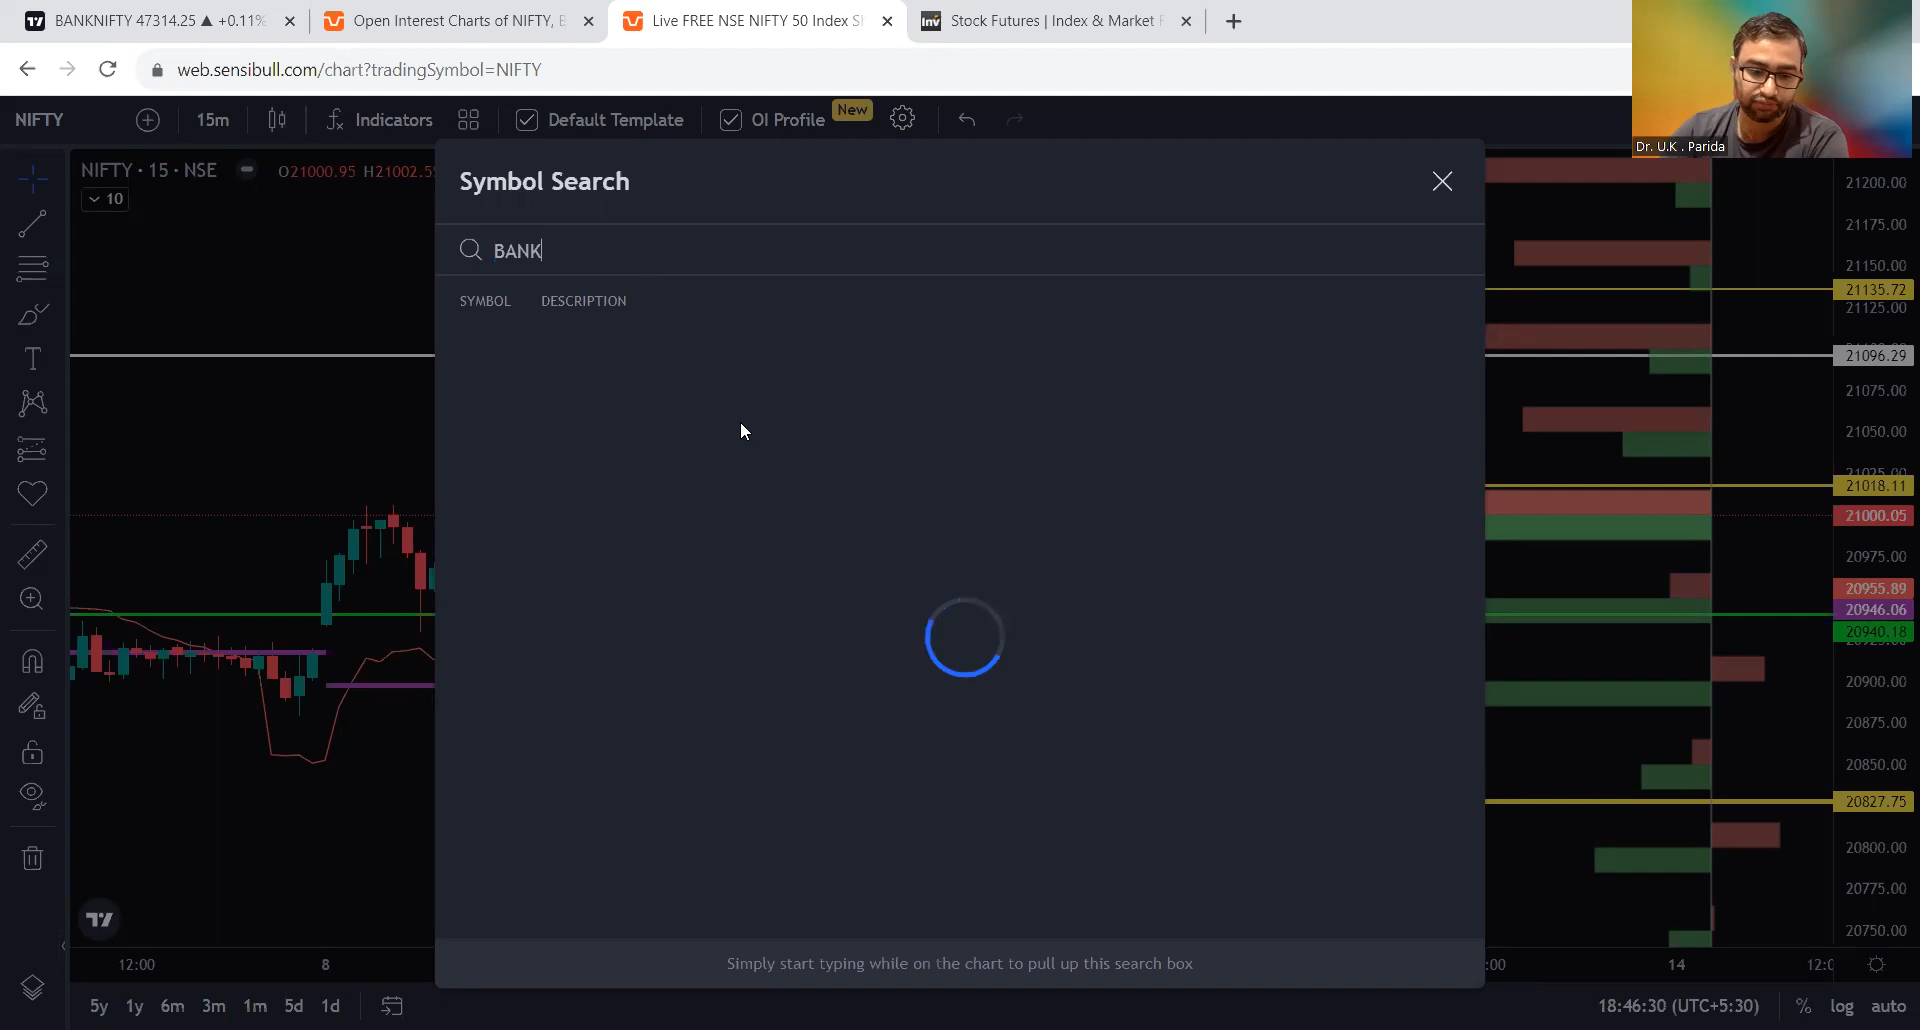 BANKNIFTY 47314.25 ▲ +0.11%
Open Interest Charts of NIFTY, B
Live FREE NSE NIFTY 50 Index S
Inv Stock Futures | Index & Market F
web.sensibull.com/chart?tradingSymbol=NIFTY
NIFTY
15m
Indicators
Default Template
OI Profile
New
Dr. U.K . Parida
NIFTY · 15 · NSE
O21000.95 H21002.5
10
Symbol Search
BANK
SYMBOL DESCRIPTION
Simply start typing while on the chart to pull up this search box
21200.00
21175.00
21150.00
21135.72
21125.00
21096.29
21075.00
21050.00
21025.00
21018.11
21000.05
20975.00
20955.89
20946.06
20940.18
20900.00
20875.00
20850.00
20827.75
20800.00
20775.00
20750.00
12:00
8
:00
14
12:0
5y 1y 6m 3m 1m 5d 1d
18:46:30 (UTC+5:30)
% log auto